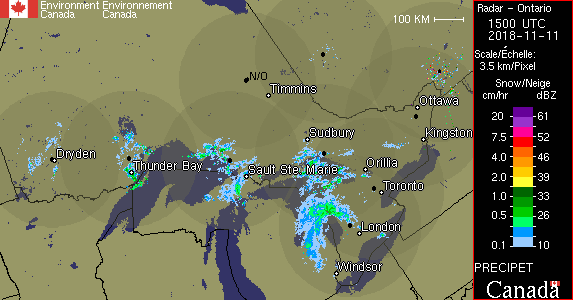 Environment Environnement
Canada Canada
Radar - Ontario
1500 UTC
2018-11-11
100 KM
Scale/Échelle:
3.5 km/Pixel
Snow/Neige
cm/hr dBZ
20 61
7.5 52
4.0 46
2.0 39
1.0 33
0.5 26
0.1 10
N/O
Timmins
Ottawa
Sudbury
Kingston
Dryden
Thunder Bay
Sault Ste. Marie
Orillia
Toronto
London
Windsor
PRECIPET
Canada